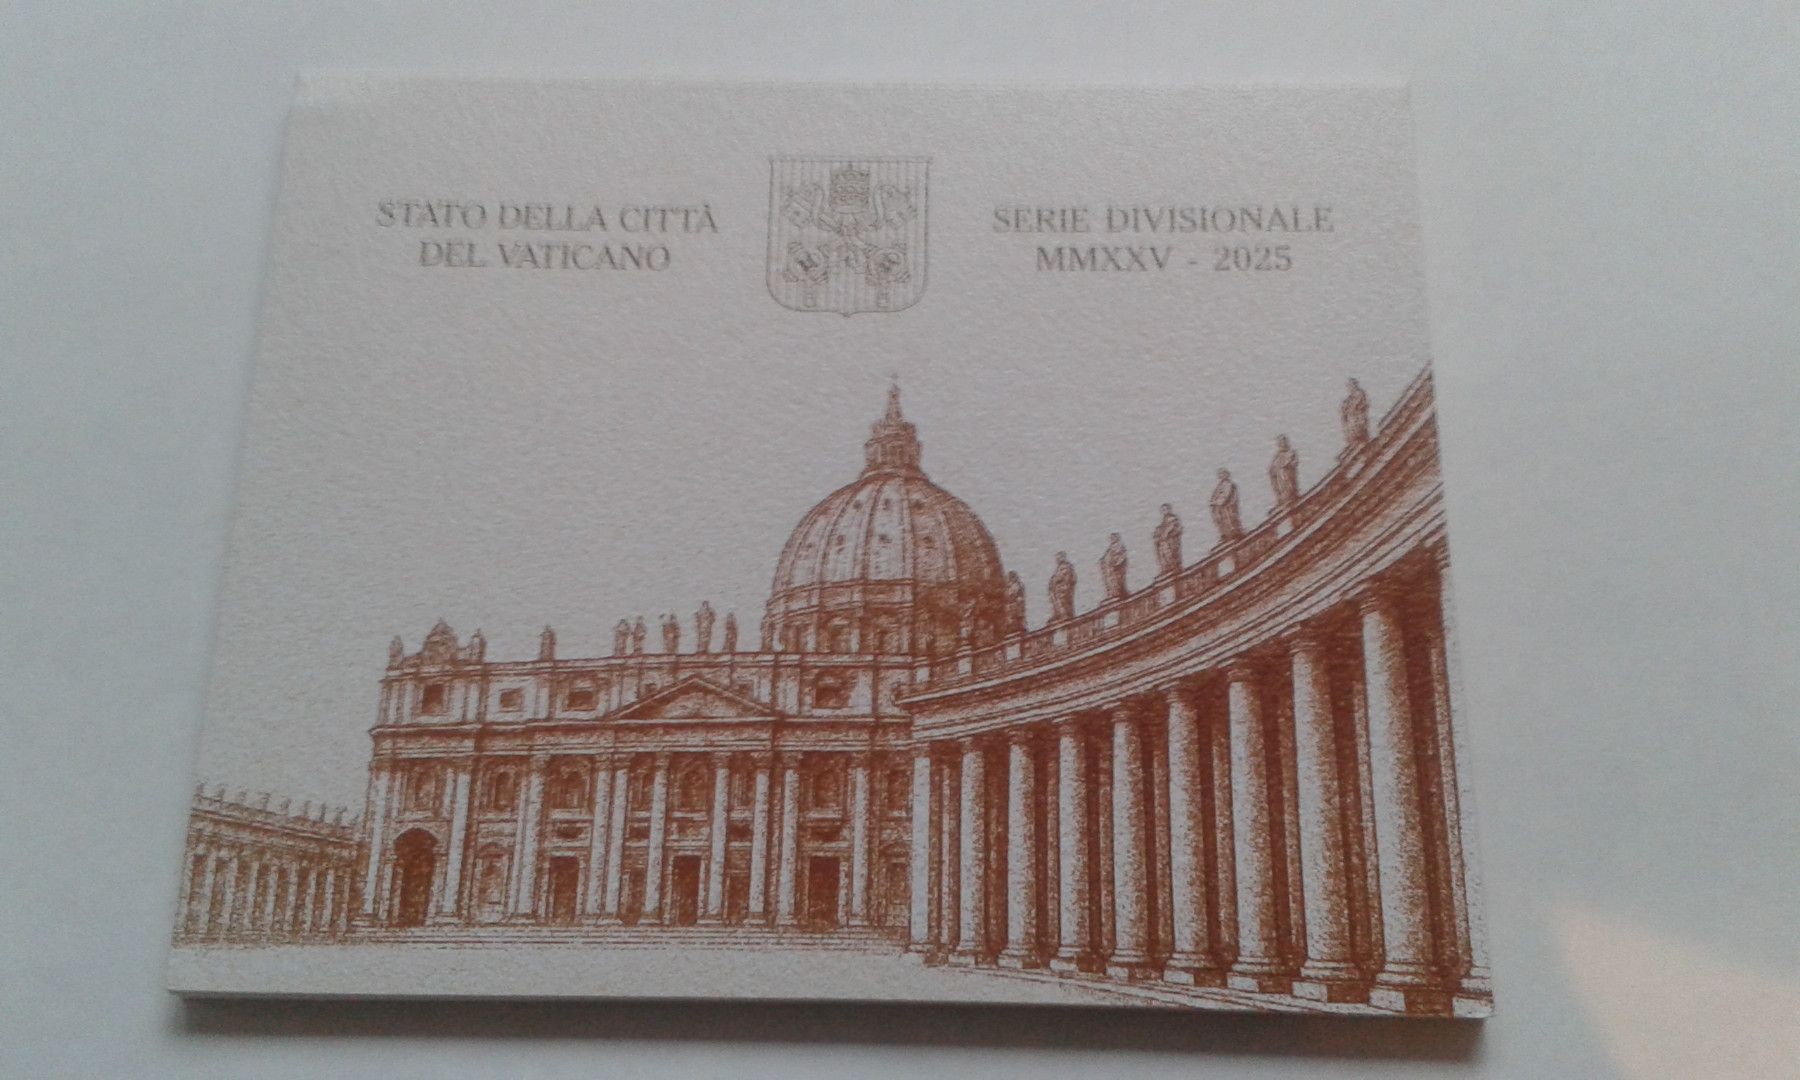 STATO DELLA CITTÀ
DEL VATICANO
SERIE DIVISIONALE
MMXXV - 2025